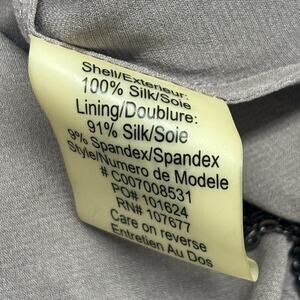 Shell/Exterieur:
100% Silk/Soie
Lining/Doublure:
91% Silk/Soie
9% Spandex/Spandex
Style/Numero de Modele
# C007008531
PO# 101624
RN# 107677
Care on reverse
Entretien Au Dos